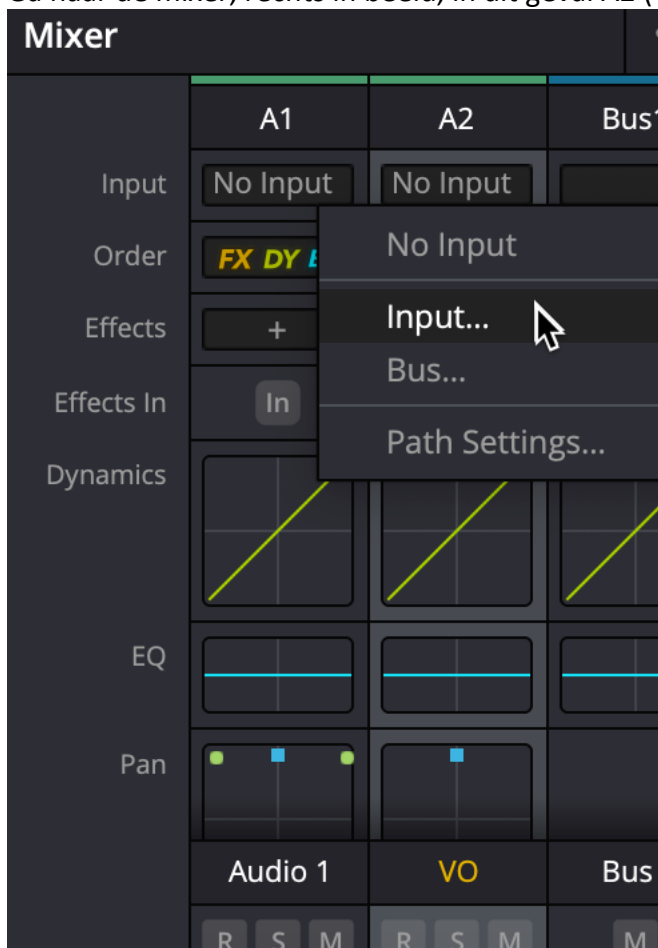 Mixer
A1 A2 Bus1
Input No Input No Input
No Input
Order FX DY
Input...
Effects +
Bus...
Effects In In
Path Settings...
Dynamics
EQ
Pan
Audio 1 VO Bus
R S M R S M M